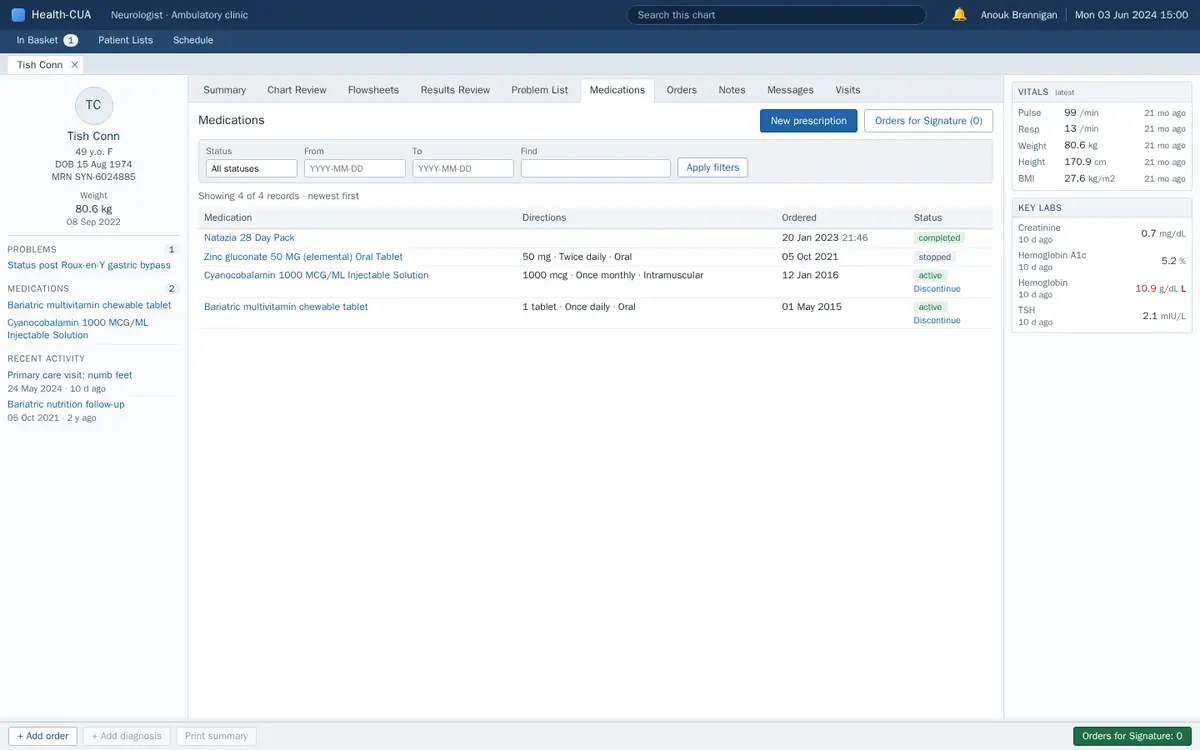 Health-CUA Neurologist · Ambulatory clinic Search this chart Anouk Brannigan Mon 03 Jun 2024 15:00
In Basket 1 Patient Lists Schedule
Tish Conn ✕
TC
Tish Conn
49 y.o. F
DOB 15 Aug 1974
MRN SYN-6024885
Weight
80.6 kg
08 Sep 2022
PROBLEMS 1
Status post Roux-en-Y gastric bypass
MEDICATIONS 2
Bariatric multivitamin chewable tablet
Cyanocobalamin 1000 MCG/ML
Injectable Solution
RECENT ACTIVITY
Primary care visit: numb feet
24 May 2024 · 10 d ago
Bariatric nutrition follow-up
05 Oct 2021 · 2 y ago
Summary Chart Review Flowsheets Results Review Problem List Medications Orders Notes Messages Visits
Medications New prescription Orders for Signature (0)
Status From To Find
All statuses YYYY-MM-DD YYYY-MM-DD Apply filters
Showing 4 of 4 records · newest first
Medication Directions Ordered Status
Natazia 28 Day Pack 20 Jan 2023 21:46 completed
Zinc gluconate 50 MG (elemental) Oral Tablet 50 mg · Twice daily · Oral 05 Oct 2021 stopped
Cyanocobalamin 1000 MCG/ML Injectable Solution 1000 mcg · Once monthly · Intramuscular 12 Jan 2016 active
Discontinue
Bariatric multivitamin chewable tablet 1 tablet · Once daily · Oral 01 May 2015 active
Discontinue
VITALS latest
Pulse 99 /min 21 mo ago
Resp 13 /min 21 mo ago
Weight 80.6 kg 21 mo ago
Height 170.9 cm 21 mo ago
BMI 27.6 kg/m2 21 mo ago
KEY LABS
Creatinine 0.7 mg/dL
10 d ago
Hemoglobin A1c 5.2 %
10 d ago
Hemoglobin 10.9 g/dL L
10 d ago
TSH 2.1 mIU/L
10 d ago
+ Add order + Add diagnosis Print summary Orders for Signature: 0